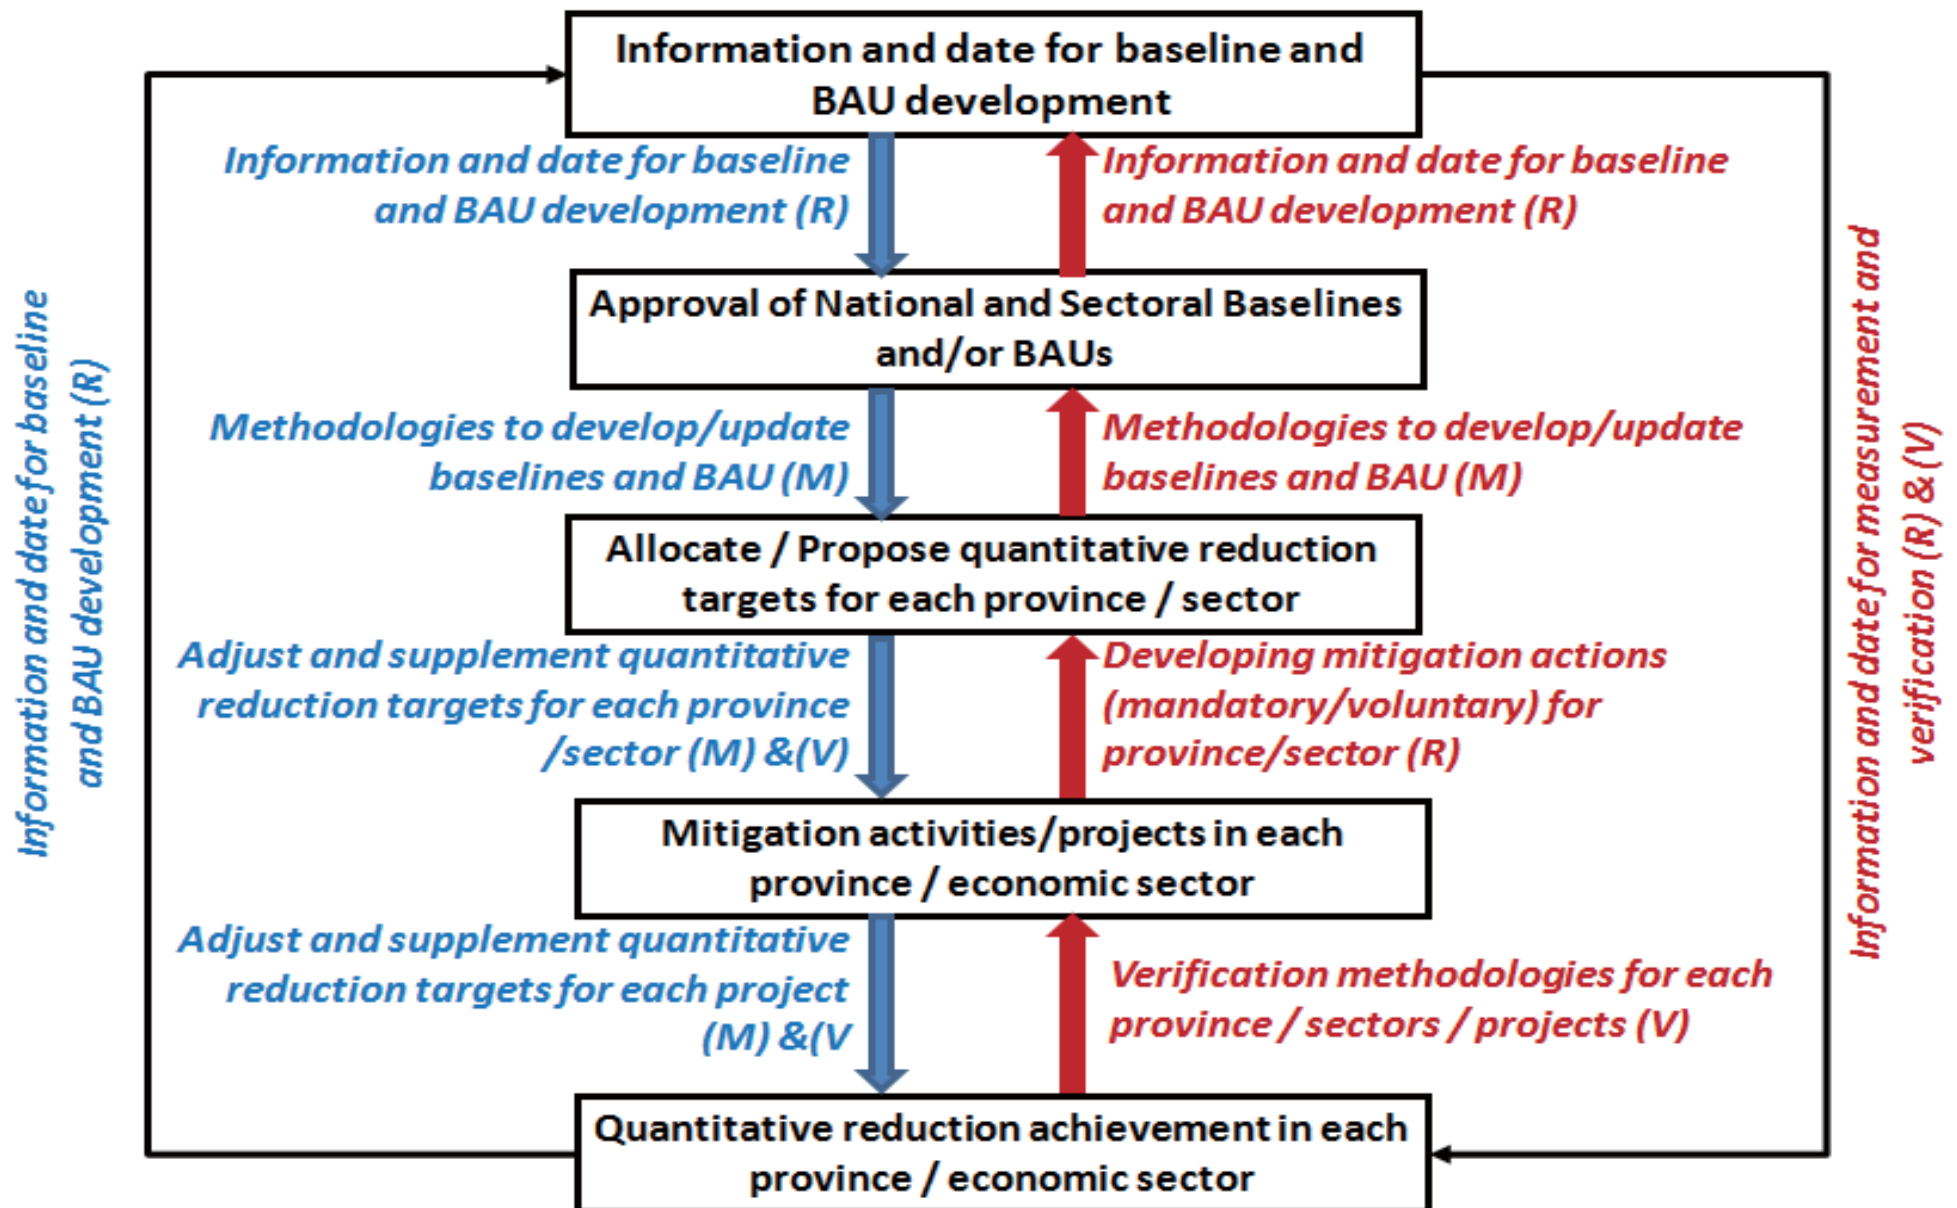 Information and date for baseline and
BAU development
Information and date for baseline
and BAU development (R)
Information and date for baseline
and BAU development (R)
Approval of National and Sectoral Baselines
and/or BAUs
Methodologies to develop/update
baselines and BAU (M)
Methodologies to develop/update
baselines and BAU (M)
Allocate / Propose quantitative reduction
targets for each province / sector
Adjust and supplement quantitative
reduction targets for each province
/sector (M) &(V)
Developing mitigation actions
(mandatory/voluntary) for
province/sector (R)
Mitigation activities/projects in each
province / economic sector
Adjust and supplement quantitative
reduction targets for each project
(M) &(V
Verification methodologies for each
province / sectors / projects (V)
Quantitative reduction achievement in each
province / economic sector
Information and date for baseline
and BAU development (R)
Information and date for measurement and
verification (R) & (V)